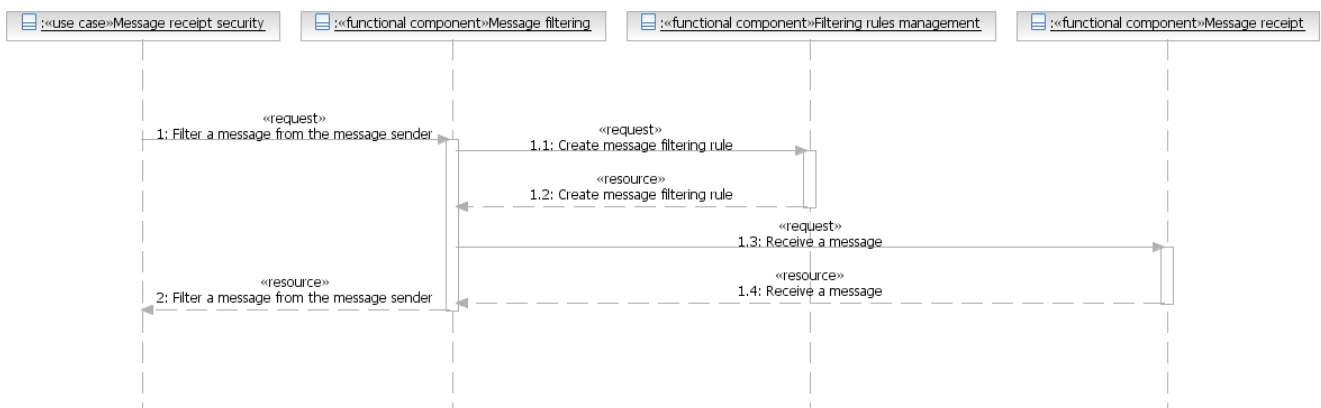 :«use case»Message receipt security
:«functional component»Message filtering
:«functional component»Filtering rules management
:«functional component»Message receipt
«request»
1: Filter a message from the message sender
«request»
1.1: Create message filtering rule
«resource»
1.2: Create message filtering rule
«request»
1.3: Receive a message
«resource»
1.4: Receive a message
«resource»
2: Filter a message from the message sender